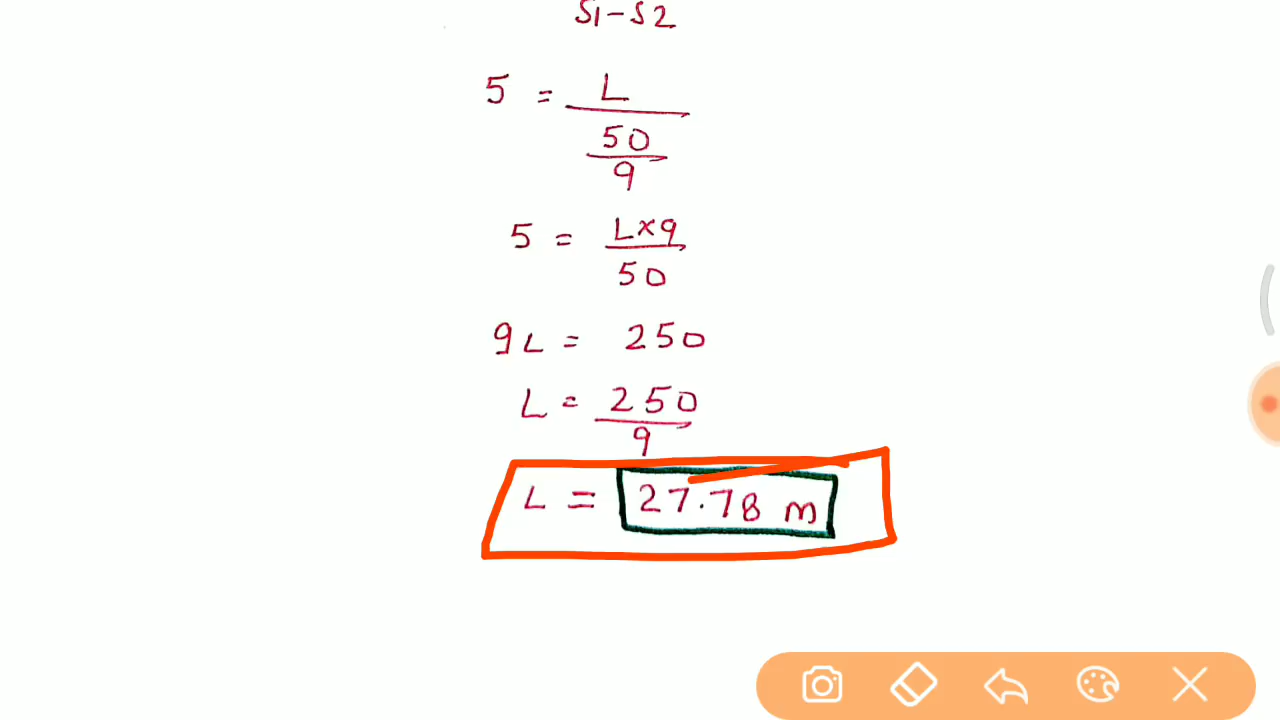 S1-S2
5 = L
50
9
5 = L×9
50
9L = 250
L = 250
9
L = 27.78 m